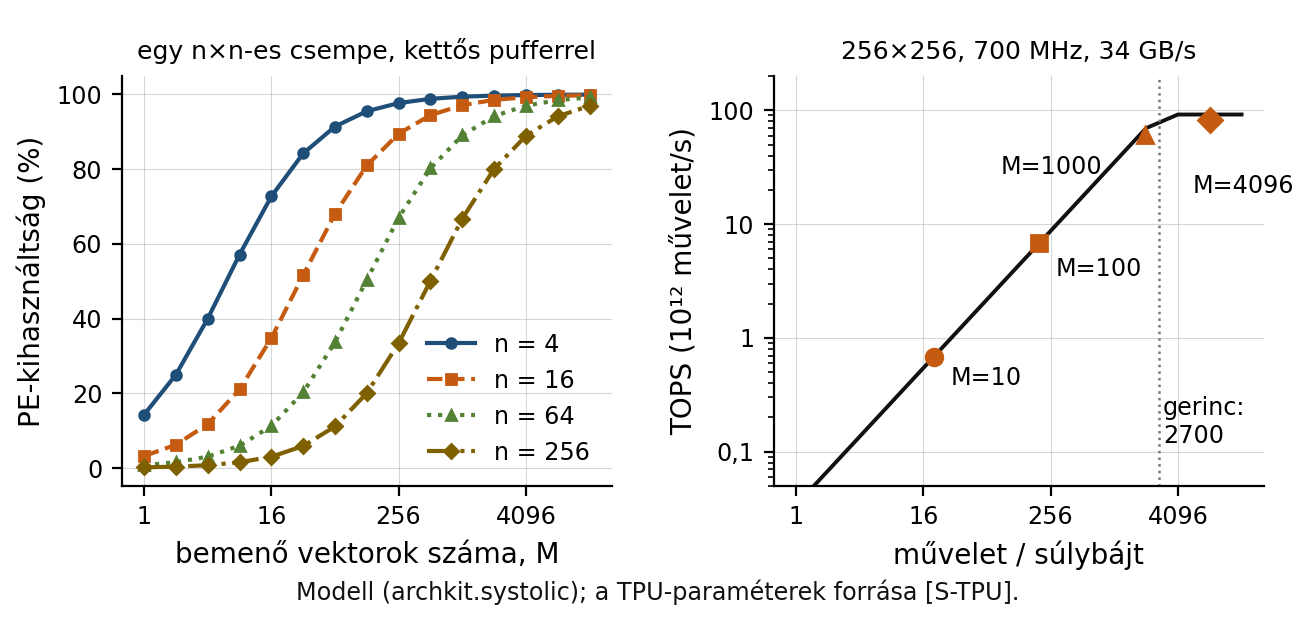 egy n×n-es csempe, kettős pufferrel
PE-kihasználtság (%)
100
80
60
40
20
0
n = 4
n = 16
n = 64
n = 256
1
16
256
4096
bemenő vektorok száma, M
256×256, 700 MHz, 34 GB/s
TOPS (10¹² művelet/s)
100
10
1
0,1
M=1000
M=4096
M=100
M=10
gerinc:
2700
1
16
256
4096
művelet / súlybájt
Modell (archkit.systolic); a TPU-paraméterek forrása [S-TPU].